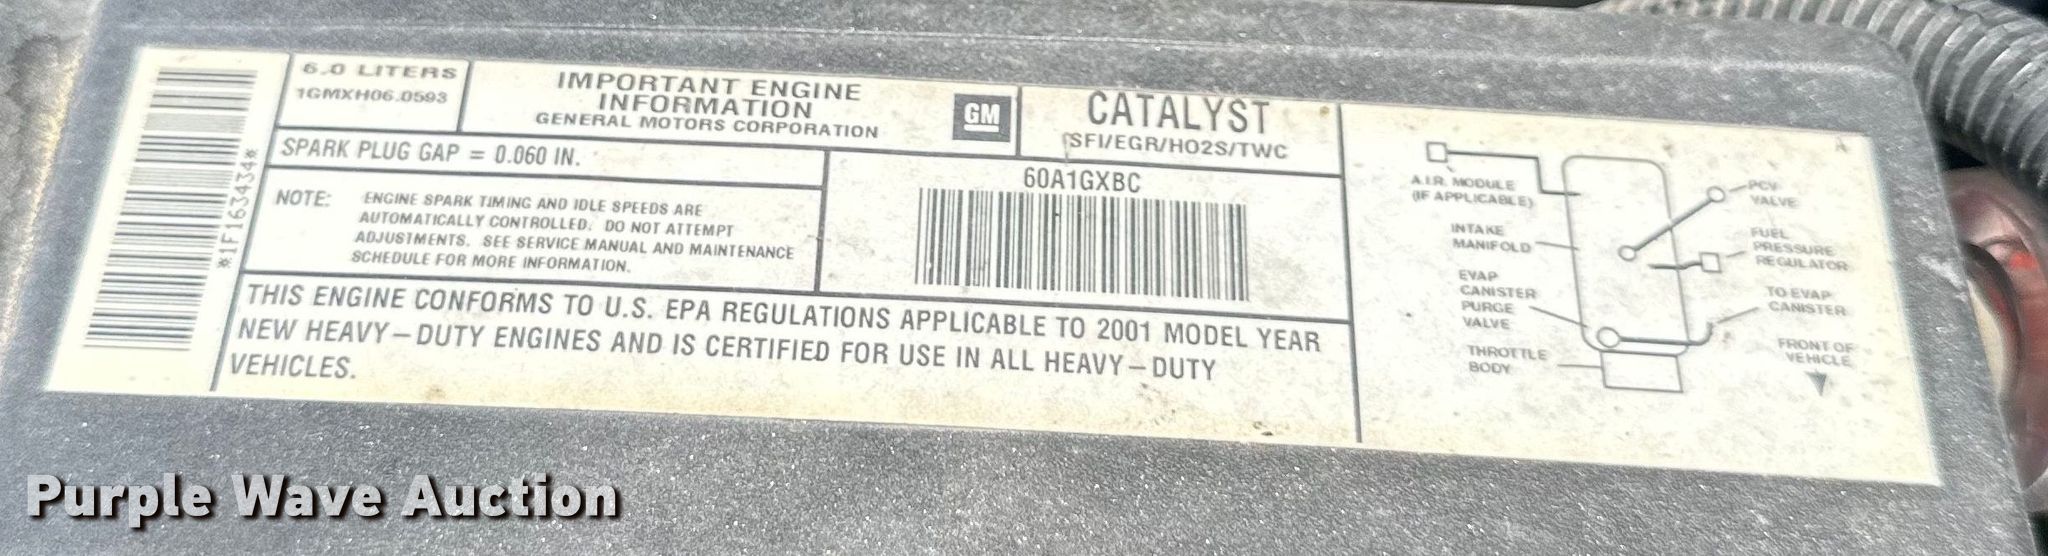 *1F163434*
6.0 LITERS
1GMXH06.0593
IMPORTANT ENGINE
INFORMATION
GENERAL MOTORS CORPORATION
GM
CATALYST
SFI/EGR/HO2S/TWC
SPARK PLUG GAP = 0.060 IN.
NOTE: ENGINE SPARK TIMING AND IDLE SPEEDS ARE
AUTOMATICALLY CONTROLLED. DO NOT ATTEMPT
ADJUSTMENTS. SEE SERVICE MANUAL AND MAINTENANCE
SCHEDULE FOR MORE INFORMATION.
60A1GXBC
THIS ENGINE CONFORMS TO U.S. EPA REGULATIONS APPLICABLE TO 2001 MODEL YEAR
NEW HEAVY-DUTY ENGINES AND IS CERTIFIED FOR USE IN ALL HEAVY-DUTY
VEHICLES.
A.I.R. MODULE
(IF APPLICABLE)
INTAKE
MANIFOLD
EVAP
CANISTER
PURGE
VALVE
THROTTLE
BODY
PCV
VALVE
FUEL
PRESSURE
REGULATOR
TO EVAP
CANISTER
FRONT OF
VEHICLE
Purple Wave Auction